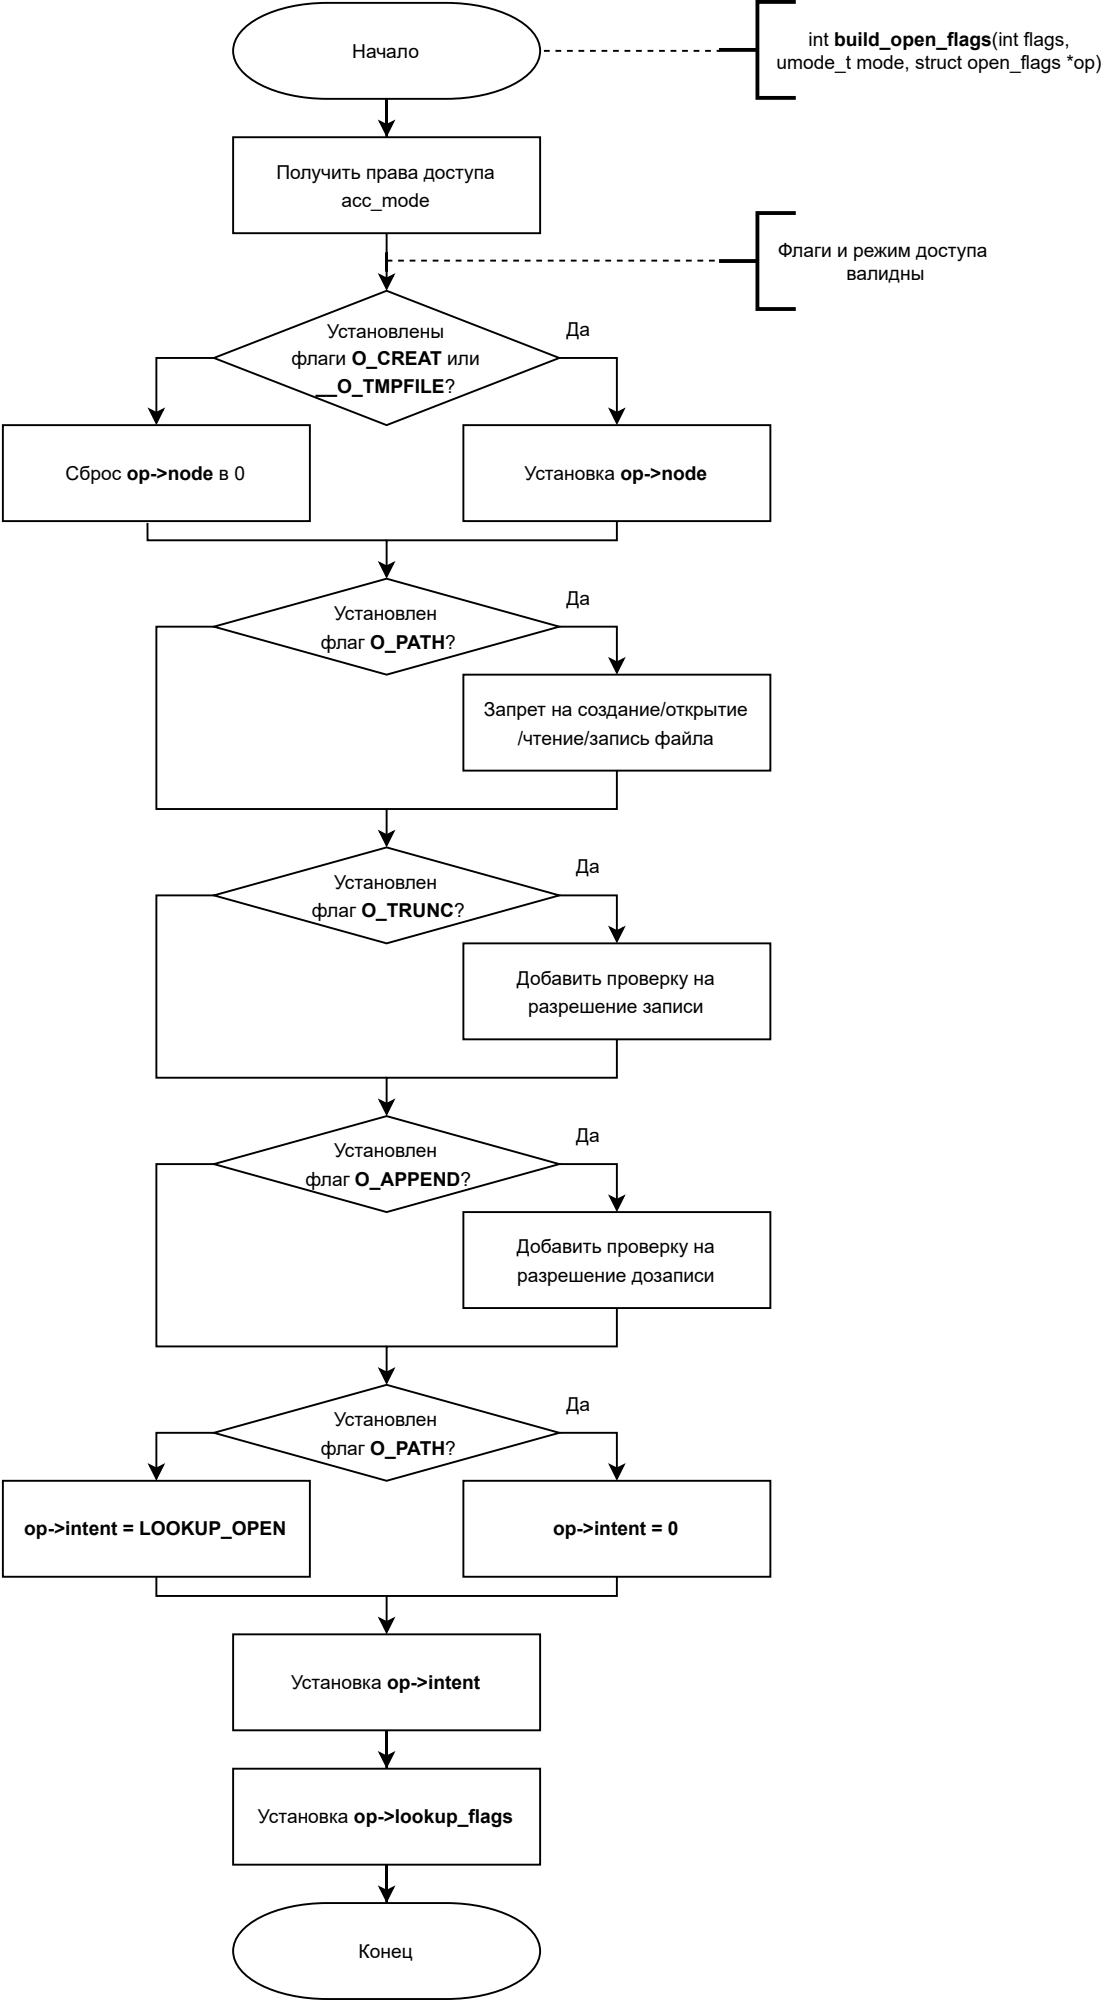 Начало
int build_open_flags(int flags,
umode_t mode, struct open_flags *op)
Получить права доступа
acc_mode
Флаги и режим доступа
валидны
Установлены
флаги O_CREAT или
__O_TMPFILE?
Да
Сброс op->node в 0
Установка op->node
Установлен
флаг O_PATH?
Да
Запрет на создание/открытие
/чтение/запись файла
Установлен
флаг O_TRUNC?
Да
Добавить проверку на
разрешение записи
Установлен
флаг O_APPEND?
Да
Добавить проверку на
разрешение дозаписи
Установлен
флаг O_PATH?
Да
op->intent = LOOKUP_OPEN
op->intent = 0
Установка op->intent
Установка op->lookup_flags
Конец